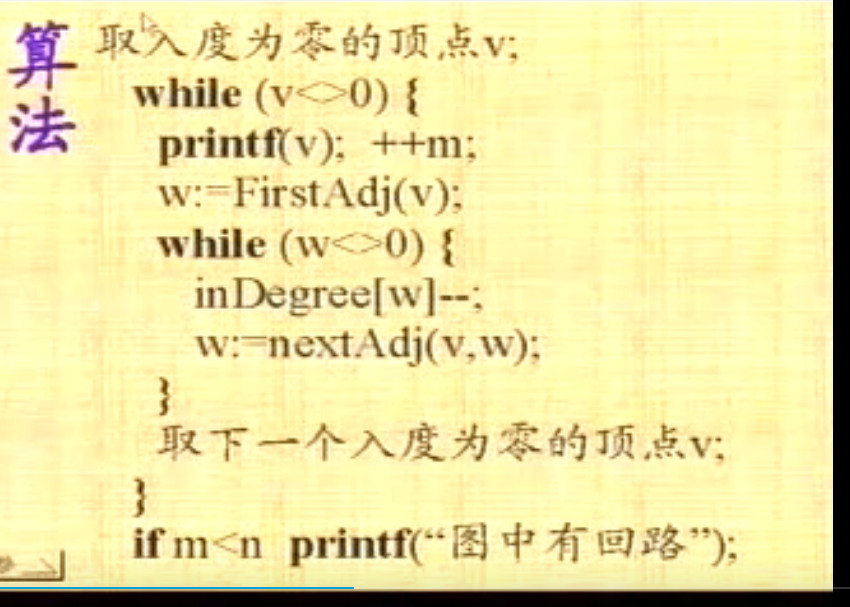 算法
取入度为零的顶点v;
while (v<>0) {
printf(v); ++m;
w:=FirstAdj(v);
while (w<>0) {
inDegree[w]--;
w:=nextAdj(v,w);
}
取下一个入度为零的顶点v;
}
if m<n printf(“图中有回路”);